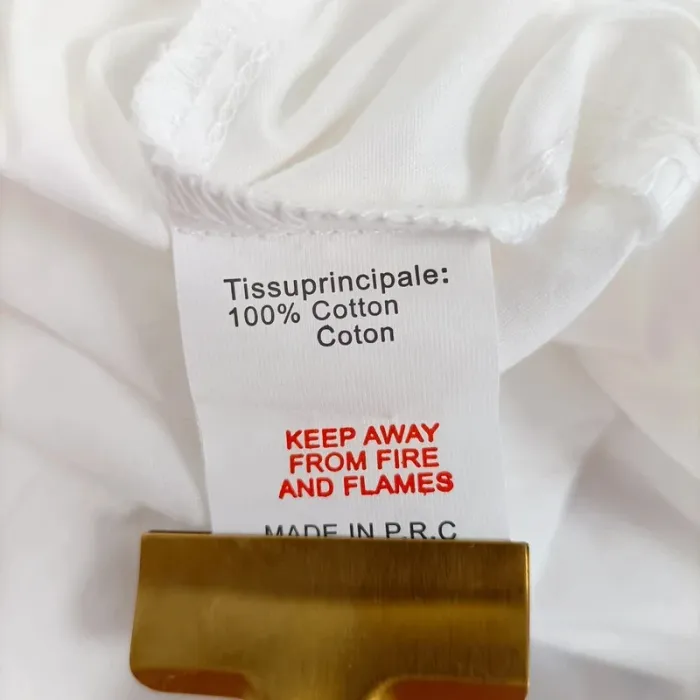 Tissuprincipale:
100% Cotton
Coton
KEEP AWAY
FROM FIRE
AND FLAMES
MADE IN P.R.C